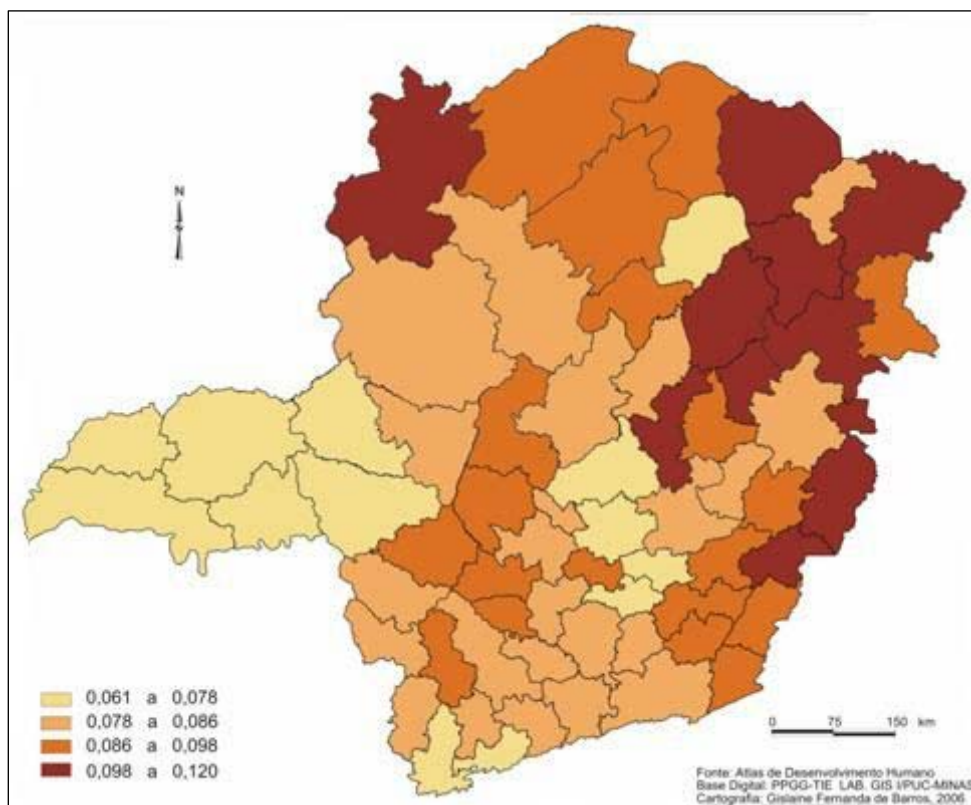 N
0,061 a 0,078
0,078 a 0,086
0,086 a 0,098
0,098 a 0,120
0 75 150 km
Fonte: Atlas de Desenvolvimento Humano
Base Digital: PPGG-TIE LAB. GIS I/PUC-MINAS
Cartografia: Gislaine Fernanda de Barros, 2006